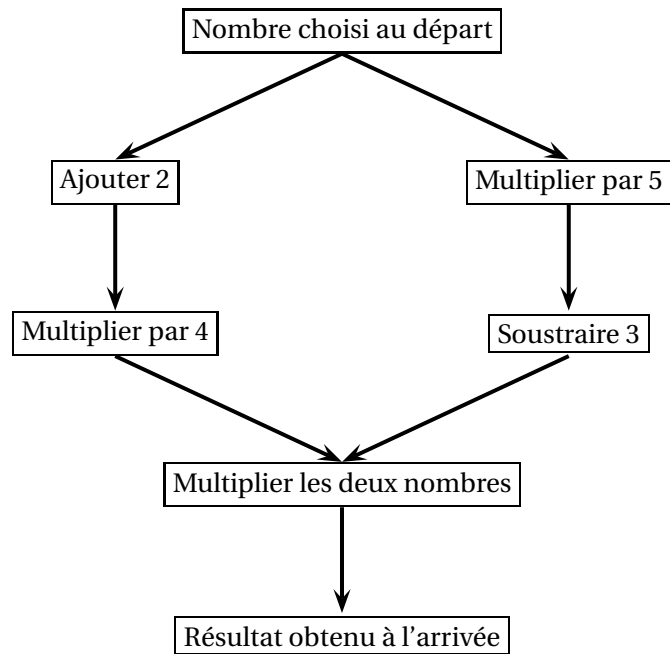 Nombre choisi au départ
Ajouter 2
Multiplier par 5
Multiplier par 4
Soustraire 3
Multiplier les deux nombres
Résultat obtenu à l’arrivée